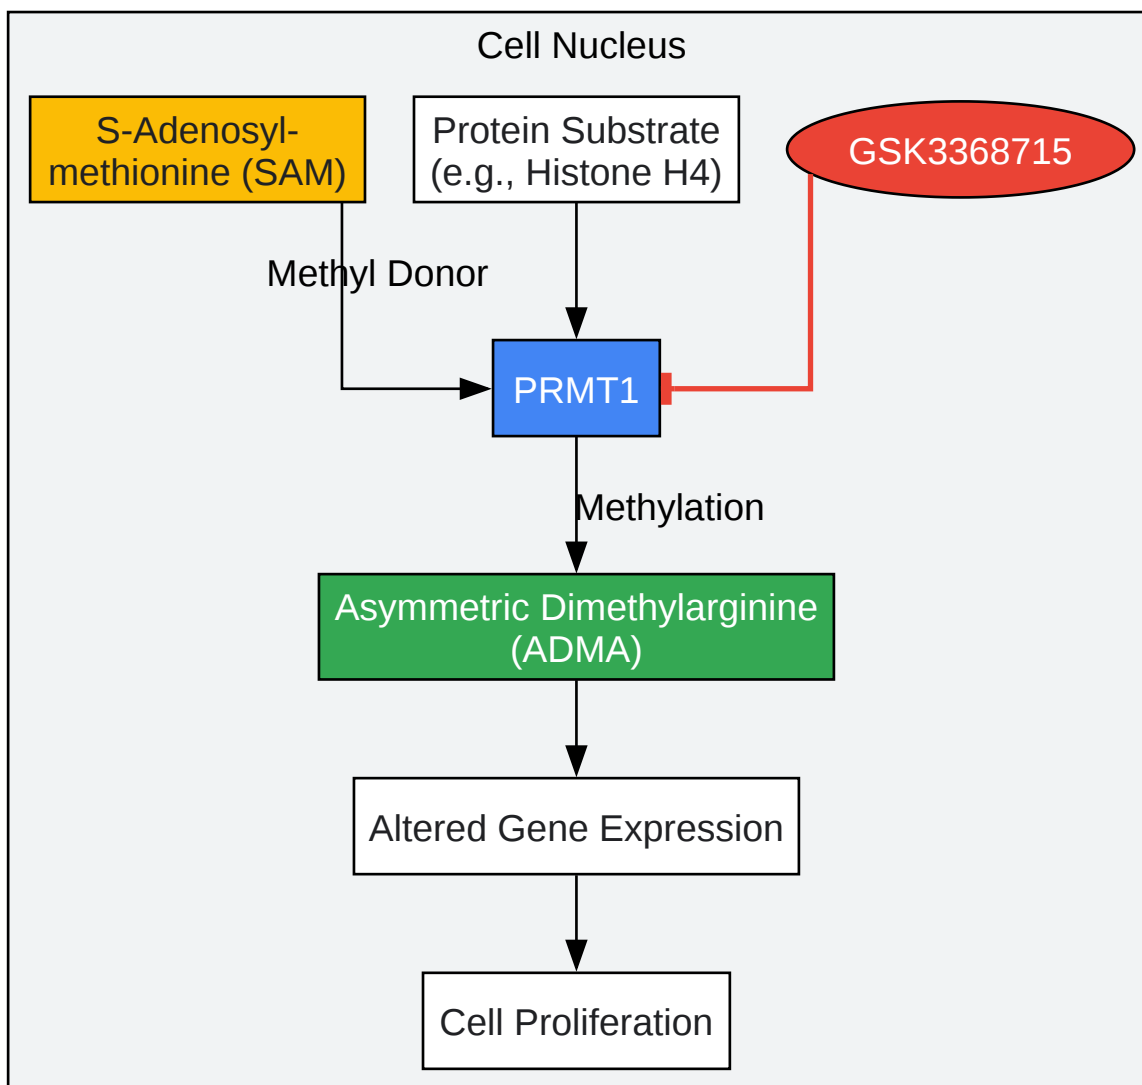 Cell Nucleus
S-Adenosyl-
methionine (SAM)
Protein Substrate
(e.g., Histone H4)
GSK3368715
Methyl Donor
PRMT1
Methylation
Asymmetric Dimethylarginine
(ADMA)
Altered Gene Expression
Cell Proliferation